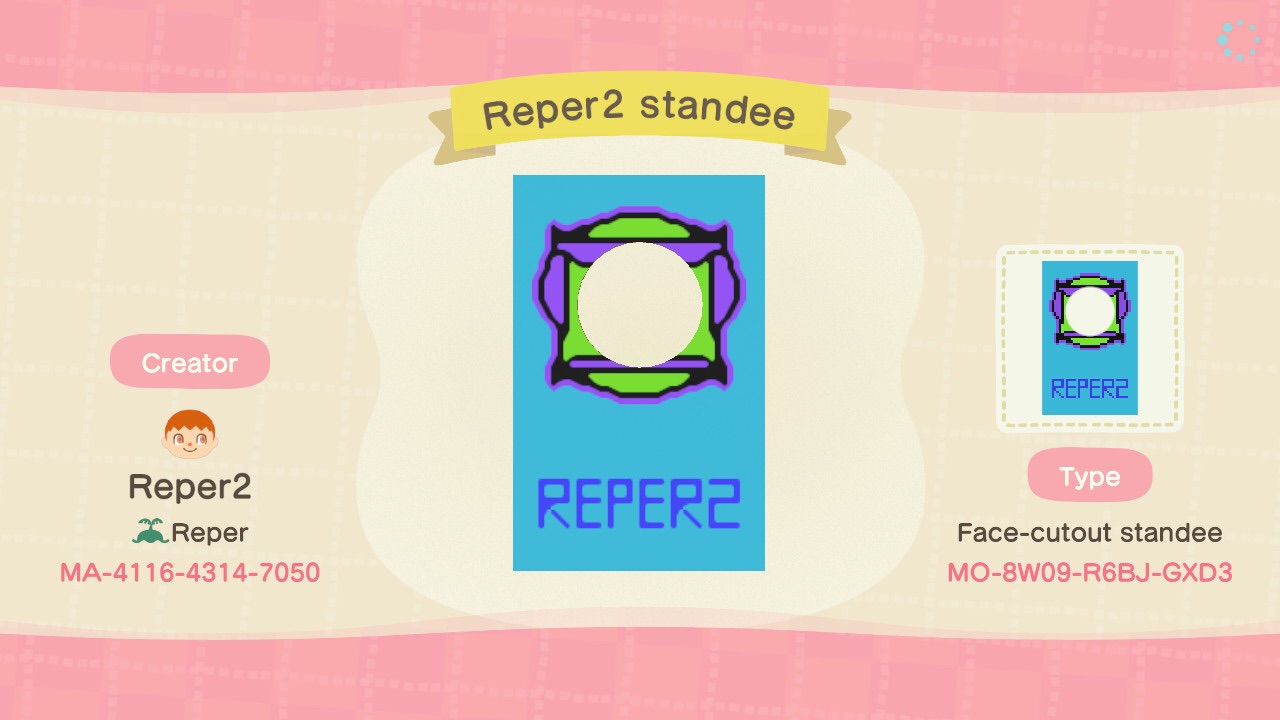 Reper2 standee
REPER2
Creator
Reper2
Reper
MA-4116-4314-7050
REPER2
Type
Face-cutout standee
MO-8W09-R6BJ-GXD3